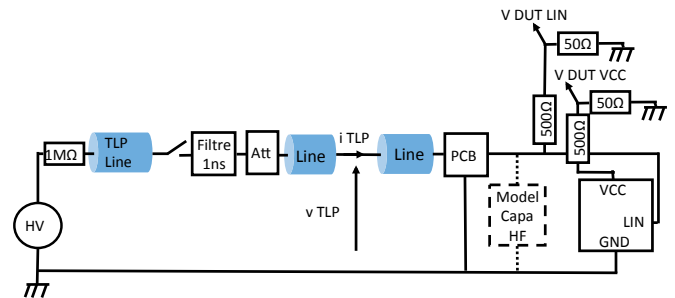 V DUT LIN
50Ω
V DUT VCC
50Ω
500Ω
500Ω
1MΩ
TLP
Line
Filtre
1ns
Att
Line
i TLP
Line
PCB
v TLP
Model
Capa
HF
VCC
LIN
GND
HV